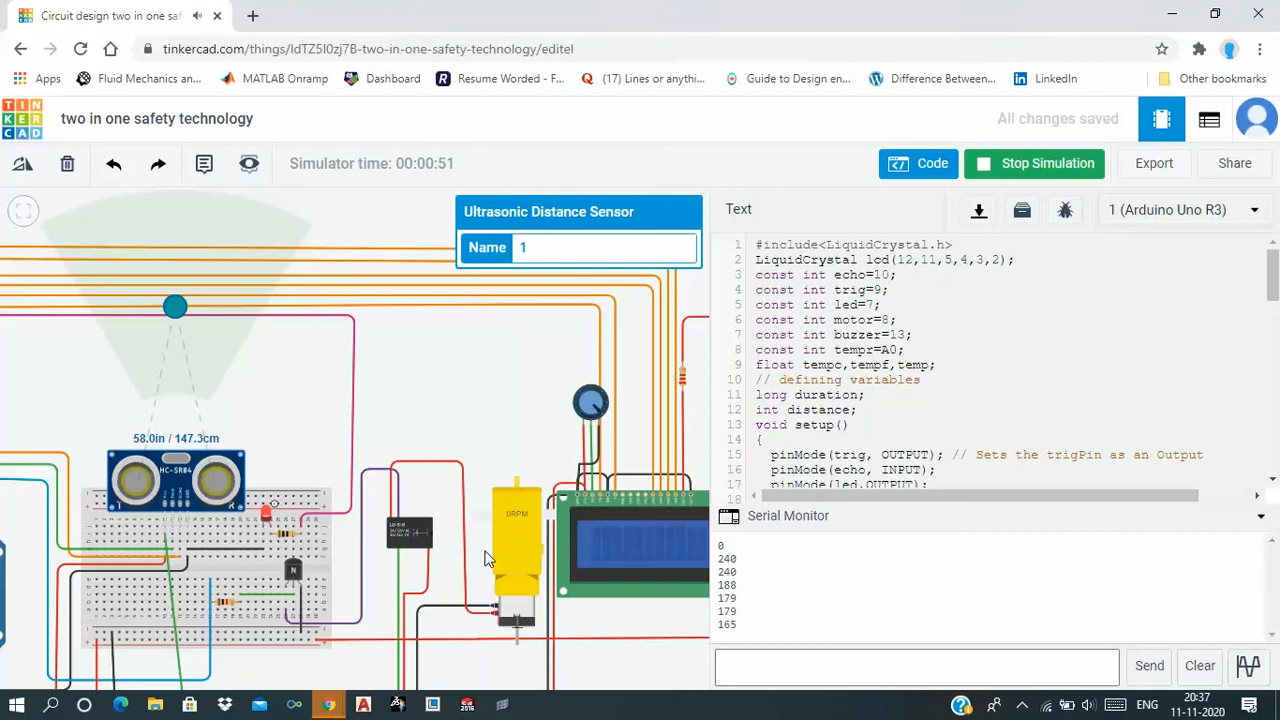 Circuit design two in one saf
tinkercad.com/things/ldTZ5I0zj7B-two-in-one-safety-technology/editel
Apps
Fluid Mechanics an...
MATLAB Onramp
Dashboard
Resume Worded - F...
(17) Lines or anythi...
Guide to Design en...
Difference Between...
LinkedIn
Other bookmarks
TIN
KER
CAD
two in one safety technology
All changes saved
Simulator time: 00:00:51
Code
Stop Simulation
Export
Share
Ultrasonic Distance Sensor
Name 1
58.0in / 147.3cm
HC-SR04
N
0RPM
Text
1 (Arduino Uno R3)
1 #include<LiquidCrystal.h>
2 LiquidCrystal lcd(12,11,5,4,3,2);
3 const int echo=10;
4 const int trig=9;
5 const int led=7;
6 const int motor=8;
7 const int buzzer=13;
8 const int tempr=A0;
9 float tempc,tempf,temp;
10 // defining variables
11 long duration;
12 int distance;
13 void setup()
14 {
15 pinMode(trig, OUTPUT); // Sets the trigPin as an Output
16 pinMode(echo, INPUT);
17 pinMode(led,OUTPUT);
18
Serial Monitor
0
240
240
188
179
179
165
Send
Clear
ENG
20:37
11-11-2020